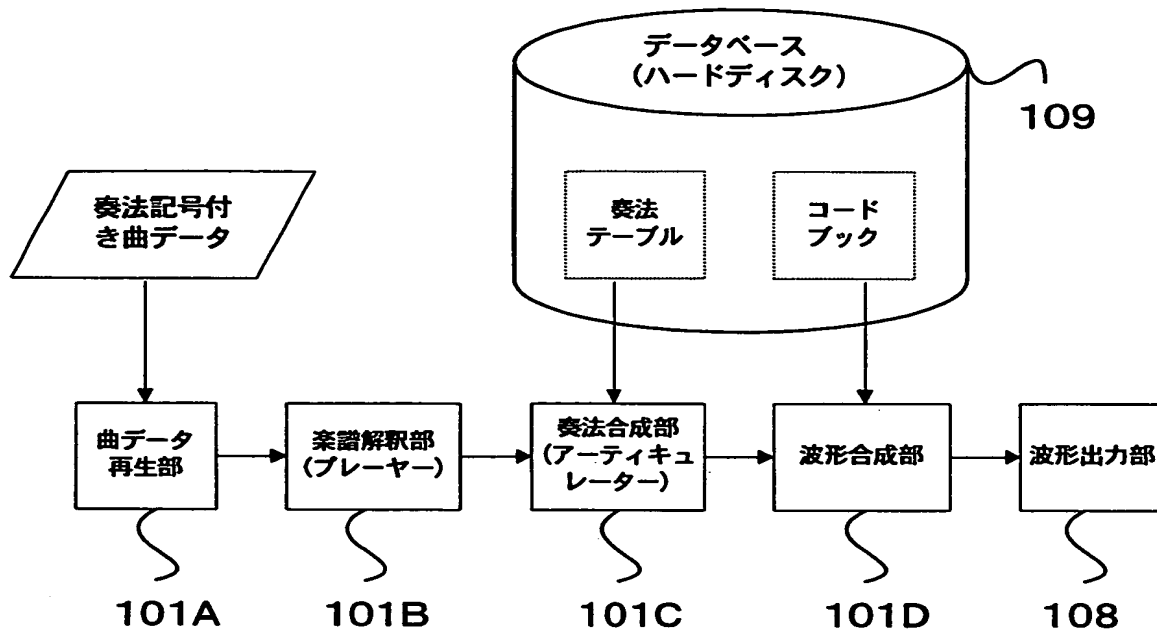 データベース
(ハードディスク)
109
奏法記号付
き曲データ
奏法
テーブル
コード
ブック
曲データ
再生部
楽譜解釈部
(プレーヤー)
奏法合成部
(アーティキュ
レーター)
波形合成部
波形出力部
101A
101B
101C
101D
108